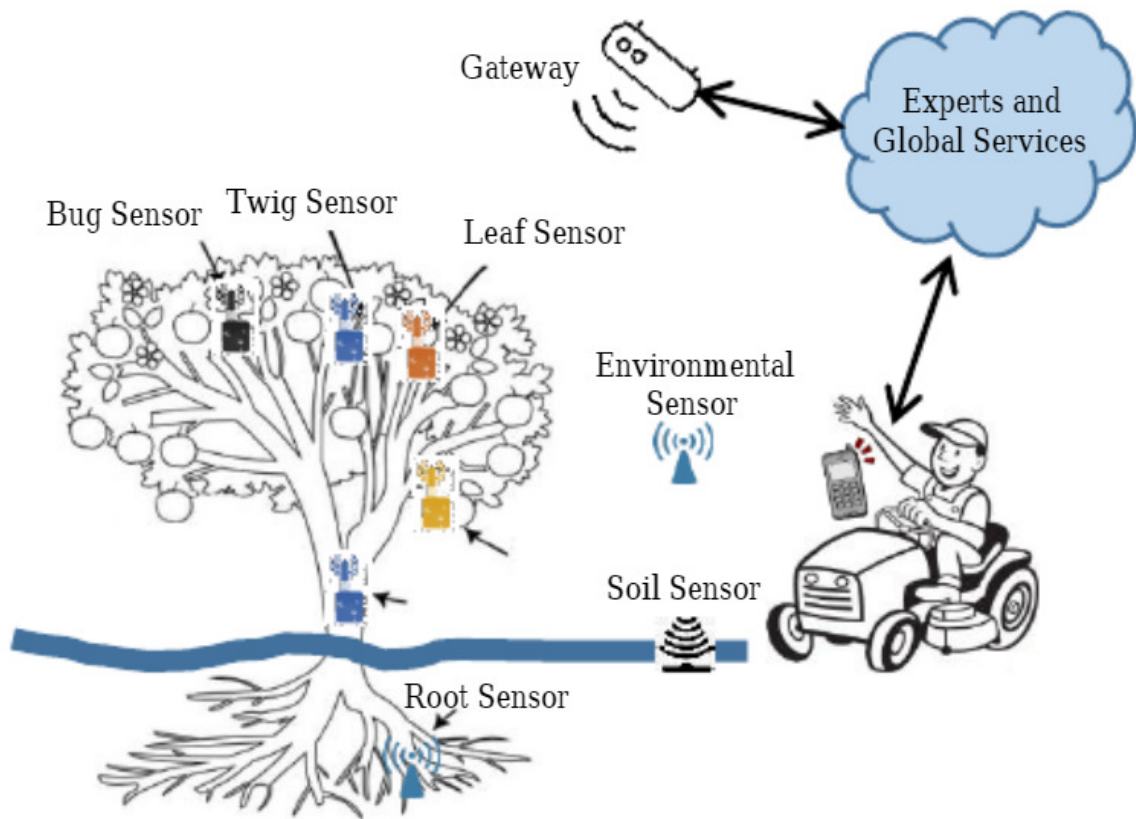 Gateway
Experts and
Global Services
Bug Sensor
Twig Sensor
Leaf Sensor
Environmental
Sensor
Soil Sensor
Root Sensor